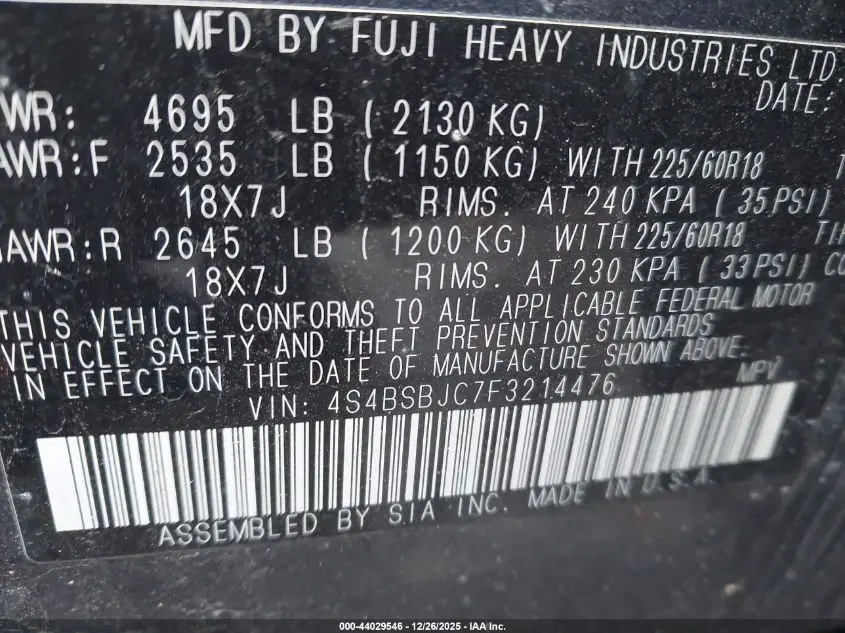 MFD BY FUJI HEAVY INDUSTRIES LTD.
DATE:
WR: 4695 LB ( 2130 KG)
AWR:F 2535 LB ( 1150 KG) WITH 225/60R18 T
18X7J RIMS. AT 240 KPA ( 35PSI)
AWR:R 2645 LB ( 1200 KG) WITH 225/60R18 TI
18X7J RIMS. AT 230 KPA ( 33PSI) CO
THIS VEHICLE CONFORMS TO ALL APPLICABLE FEDERAL MOTOR
VEHICLE SAFETY AND THEFT PREVENTION STANDARDS
IN EFFECT ON THE DATE OF MANUFACTURE SHOWN ABOVE.
VIN: 4S4BSBJC7F3214476 MPV
ASSEMBLED BY SIA INC. MADE IN U.S.A.
000-44029546 - 12/26/2025 - IAA Inc.